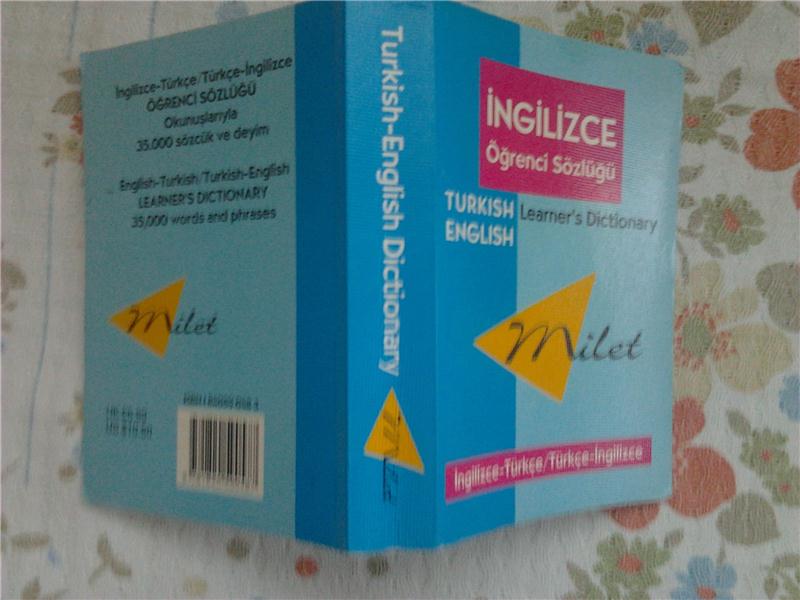 İngilizce-Türkçe/Türkçe-İngilizce
ÖĞRENCİ SÖZLÜĞÜ
Okunuşlarıyla
35.000 sözcük ve deyim
English-Turkish/Turkish-English
LEARNER'S DICTIONARY
35,000 words and phrases
Milet
Turkish-English Dictionary
Milet
İNGİLİZCE
Öğrenci Sözlüğü
TURKISH
ENGLISH
Learner's Dictionary
Milet
İngilizce-Türkçe/Türkçe-İngilizce